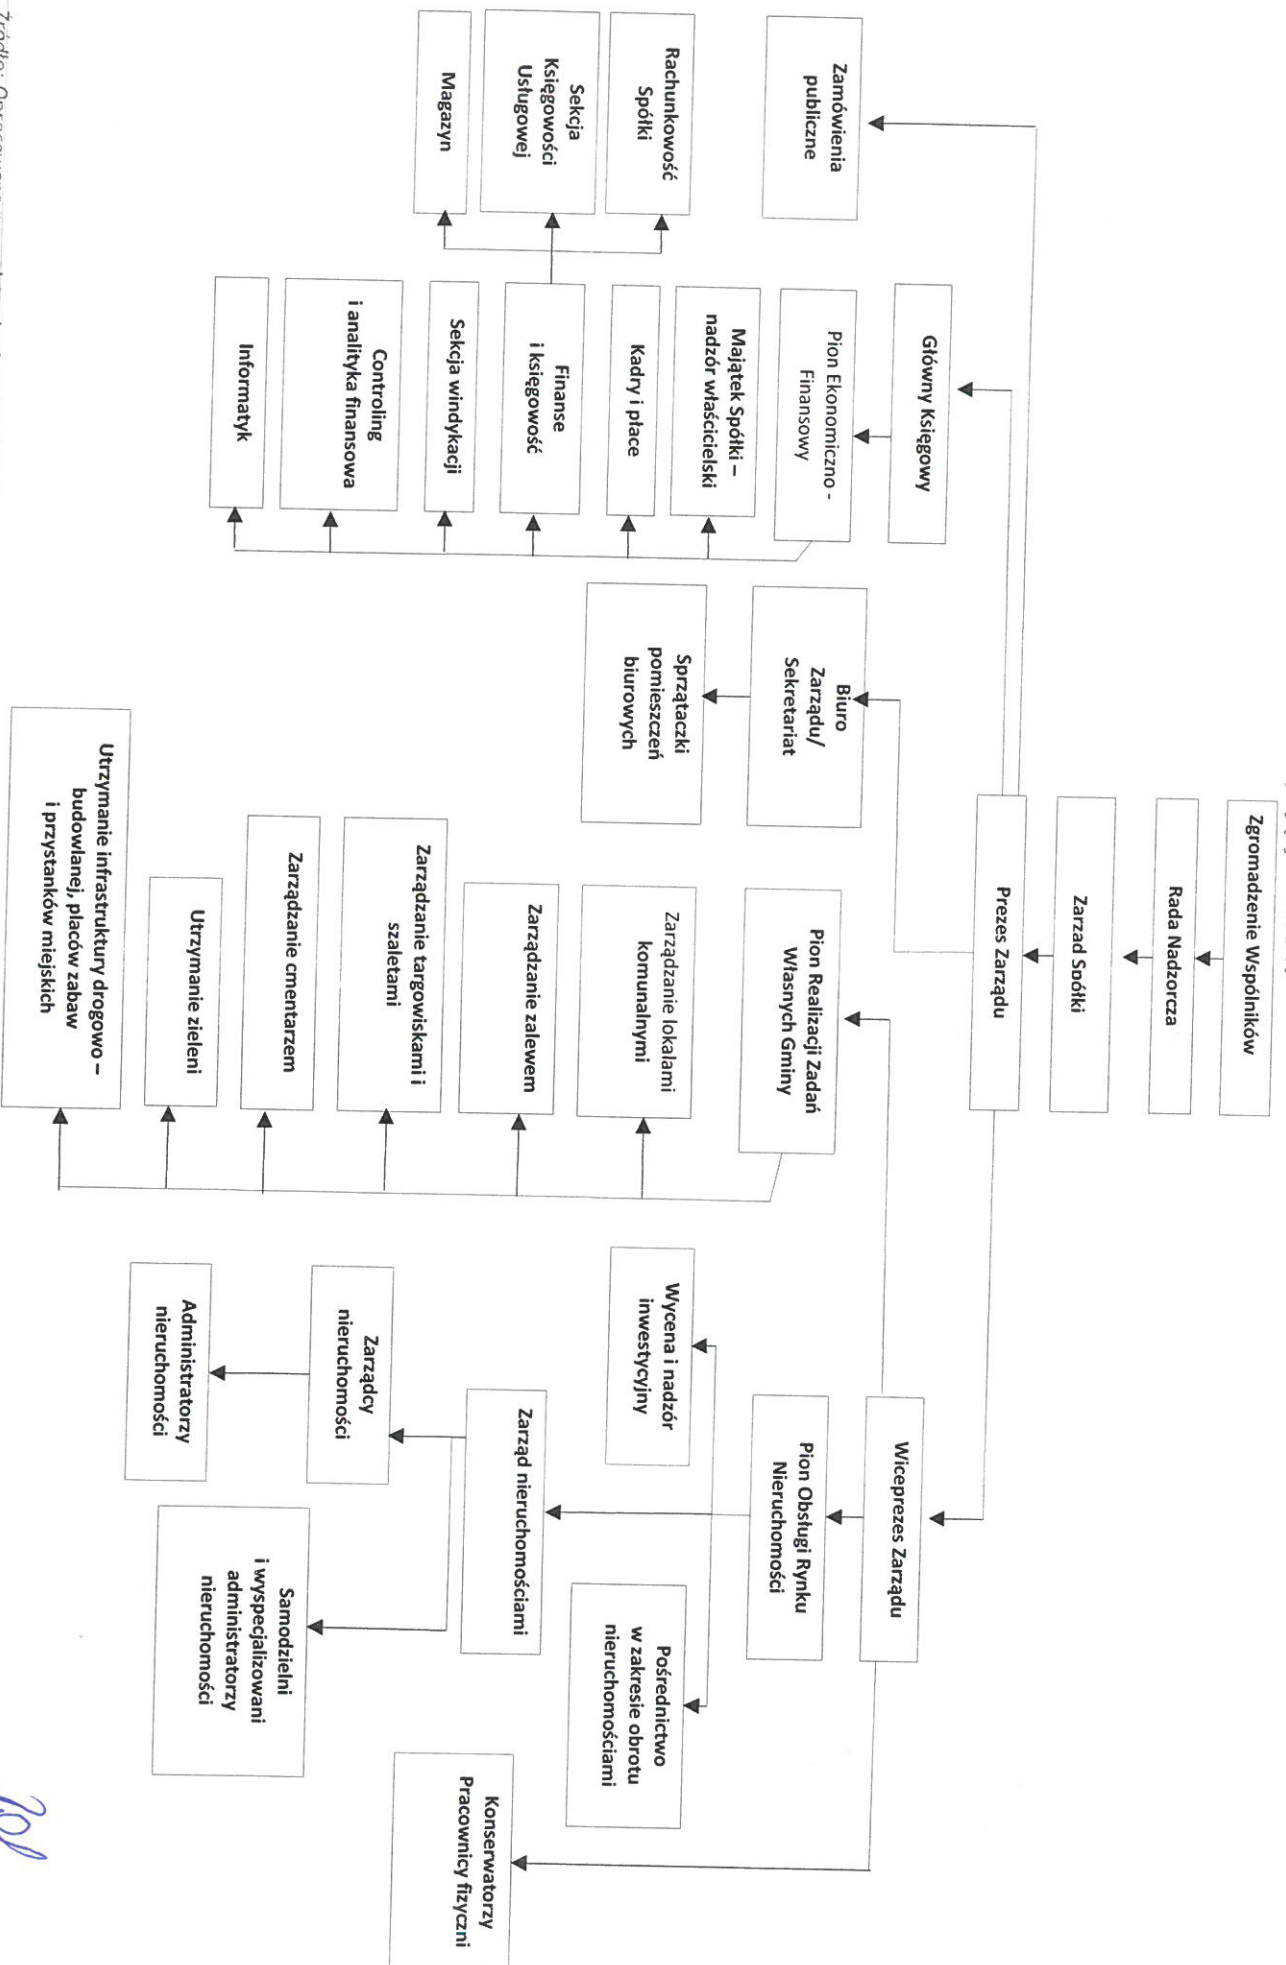 Zgromadzenie Wspólników
Rada Nadzorcza
Zarzad Spółki
Prezes Zarządu
Zamówienia
publiczne
Główny Księgowy
Pion Ekonomiczno -
Finansowy
Majątek Spółki –
nadzór właścicielski
Kadry i płace
Finanse
i księgowość
Sekcja windykacji
Controling
i analityka finansowa
Informatyk
Rachunkowość
Spółki
Sekcja
Księgowości
Usługowej
Magazyn
Biuro
Zarządu/
Sekretariat
Sprzątaczki
pomieszczeń
biurowych
Wiceprezes Zarządu
Pion Realizacji Zadań
Własnych Gminy
Zarządzanie lokalami
komunalnymi
Zarządzanie zalewem
Zarządzanie targowiskami i
szaletami
Zarządzanie cmentarzem
Utrzymanie zieleni
Utrzymanie infrastruktury drogowo –
budowlanej, placów zabaw
i przystanków miejskich
Pion Obsługi Rynku
Nieruchomości
Wycena i nadzór
inwestycyjny
Zarząd nieruchomościami
Pośrednictwo
w zakresie obrotu
nieruchomościami
Zarządcy
nieruchomości
Administratorzy
nieruchomości
Samodzielni
i wyspecjalizowani
administratorzy
nieruchomości
Konserwatorzy
Pracownicy fizyczni
Źródło: Opracowano